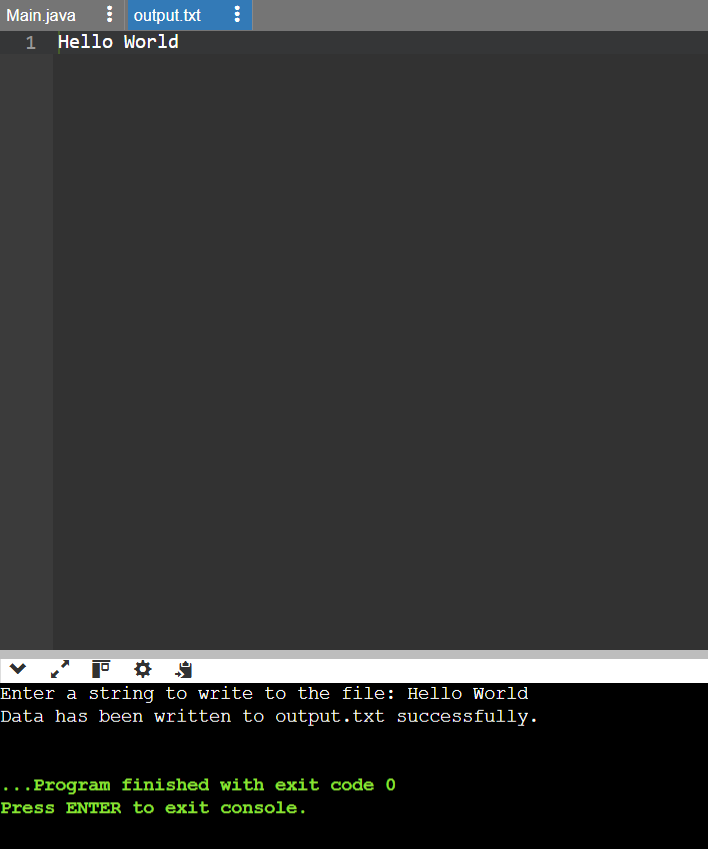 Main.java output.txt
1 Hello World
Enter a string to write to the file: Hello World
Data has been written to output.txt successfully.
...Program finished with exit code 0
Press ENTER to exit console.